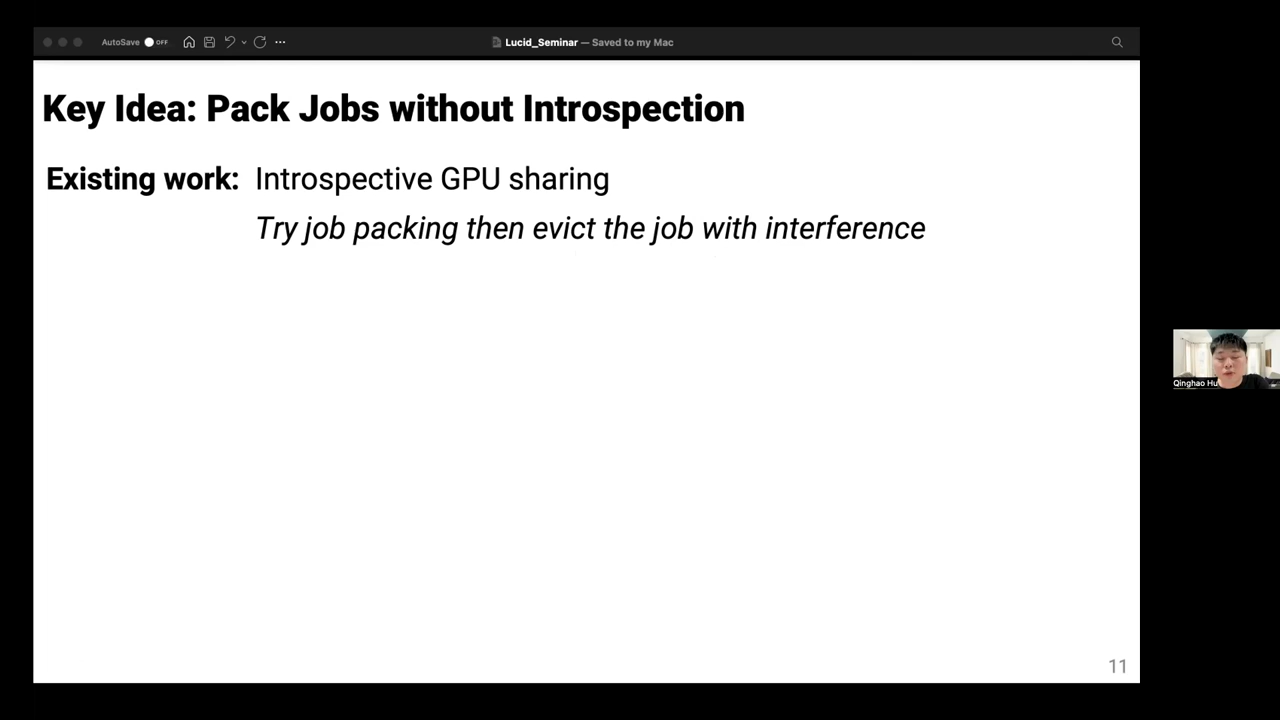 AutoSave OFF
Lucid_Seminar — Saved to my Mac
Key Idea: Pack Jobs without Introspection
Existing work: Introspective GPU sharing
Try job packing then evict the job with interference
Qinghao Hu
11